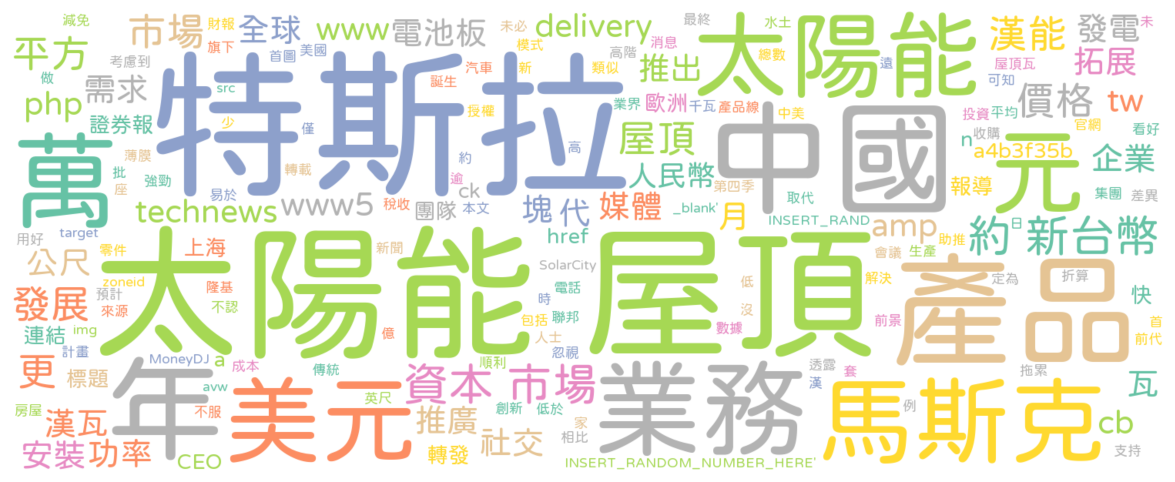 減免
市場
財報
旗下
全球
首圖
美國
www
電池板
未必
模式
新
delivery
高階
消息
類似
最終
水土
太陽能
總數
遠
漢能
屋頂瓦
可知
發電
未
拓展
平方
考慮到
做
php
需求
src
特斯拉
汽車
誕生
授權
推出
業界
歐洲
千瓦
產品線
中美
投資
平均
價格
tw
官網
看好
證券報
少
僅
屋頂
中國
n
收購
元
a4b3f35b
企業
萬
薄膜
批
座
強勁
轉載
約
逾
高
易於
稅收
人民幣
第四季
取代
報導
集團
差異
technews
www5
ck
團隊
本文
塊
代
媒體
_blank'
月
INSERT_RAND
amp
約
日
新台幣
用好
target
零件
上海
新聞
href
會議
生產
助推
公尺
zoneid
預計
隆基
太陽能屋頂
SolarCity
電話
時
聯邦
低
沒
解決
定為
折算
產品
快
發展
來源
不認
億
包括
人士
數據
前景
首
前代
連結
img
計畫
MoneyDJ
a
成本
傳統
順利
忽視
透露
套
拖累
更
標題
avw
年
美元
資本市場
業務
漢
馬斯克
瓦
房屋
漢瓦
不服
英尺
創新
低於
家
例
推廣
相比
cb
安裝
功率
CEO
轉發
社交
INSERT_RANDOM_NUMBER_HERE'
支持